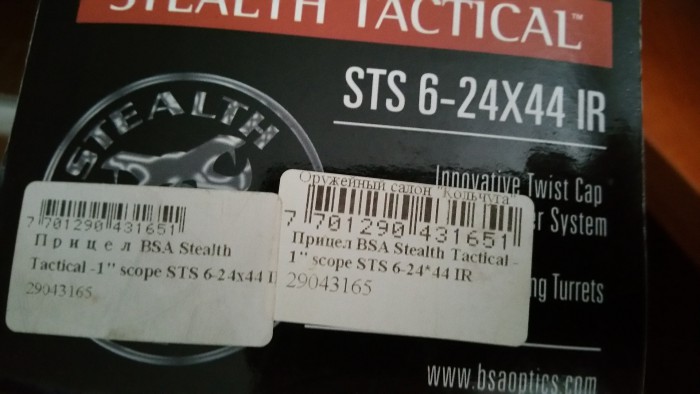 STEALTH TACTICAL™
STS 6-24X44 IR
STEALTH
Innovative Twist Cap
System
Turrets
www.bsaoptics.com
7 701290 431651
Прицел BSA Stealth
Tactical -1'' scope STS 6-24x44 I
29043165
Оружейный салон "Кольчуга"
7 701290 431651
Прицел BSA Stealth Tactical -
1'' scope STS 6-24*44 IR
29043165